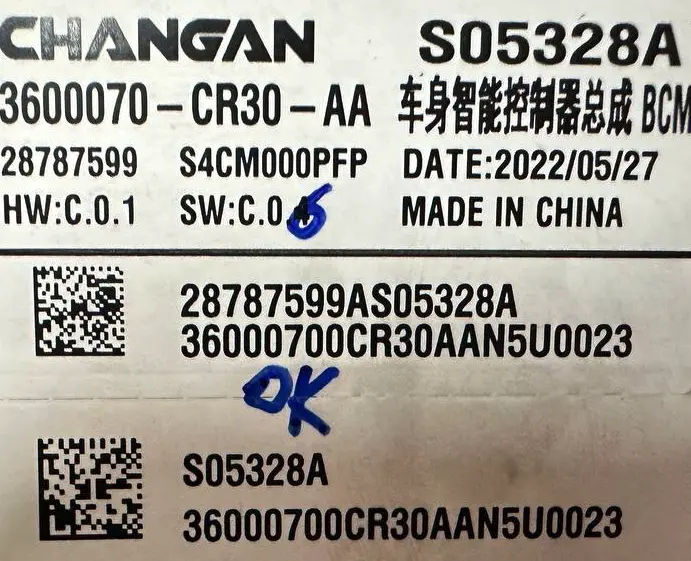 CHANGAN S05328A
3600070-CR30-AA 车身智能控制器总成 BCM
28787599 S4CM000PFP DATE:2022/05/27
HW:C.0.1 SW:C.0.6 MADE IN CHINA
28787599AS05328A
36000700CR30AAN5U0023
OK
S05328A
36000700CR30AAN5U0023